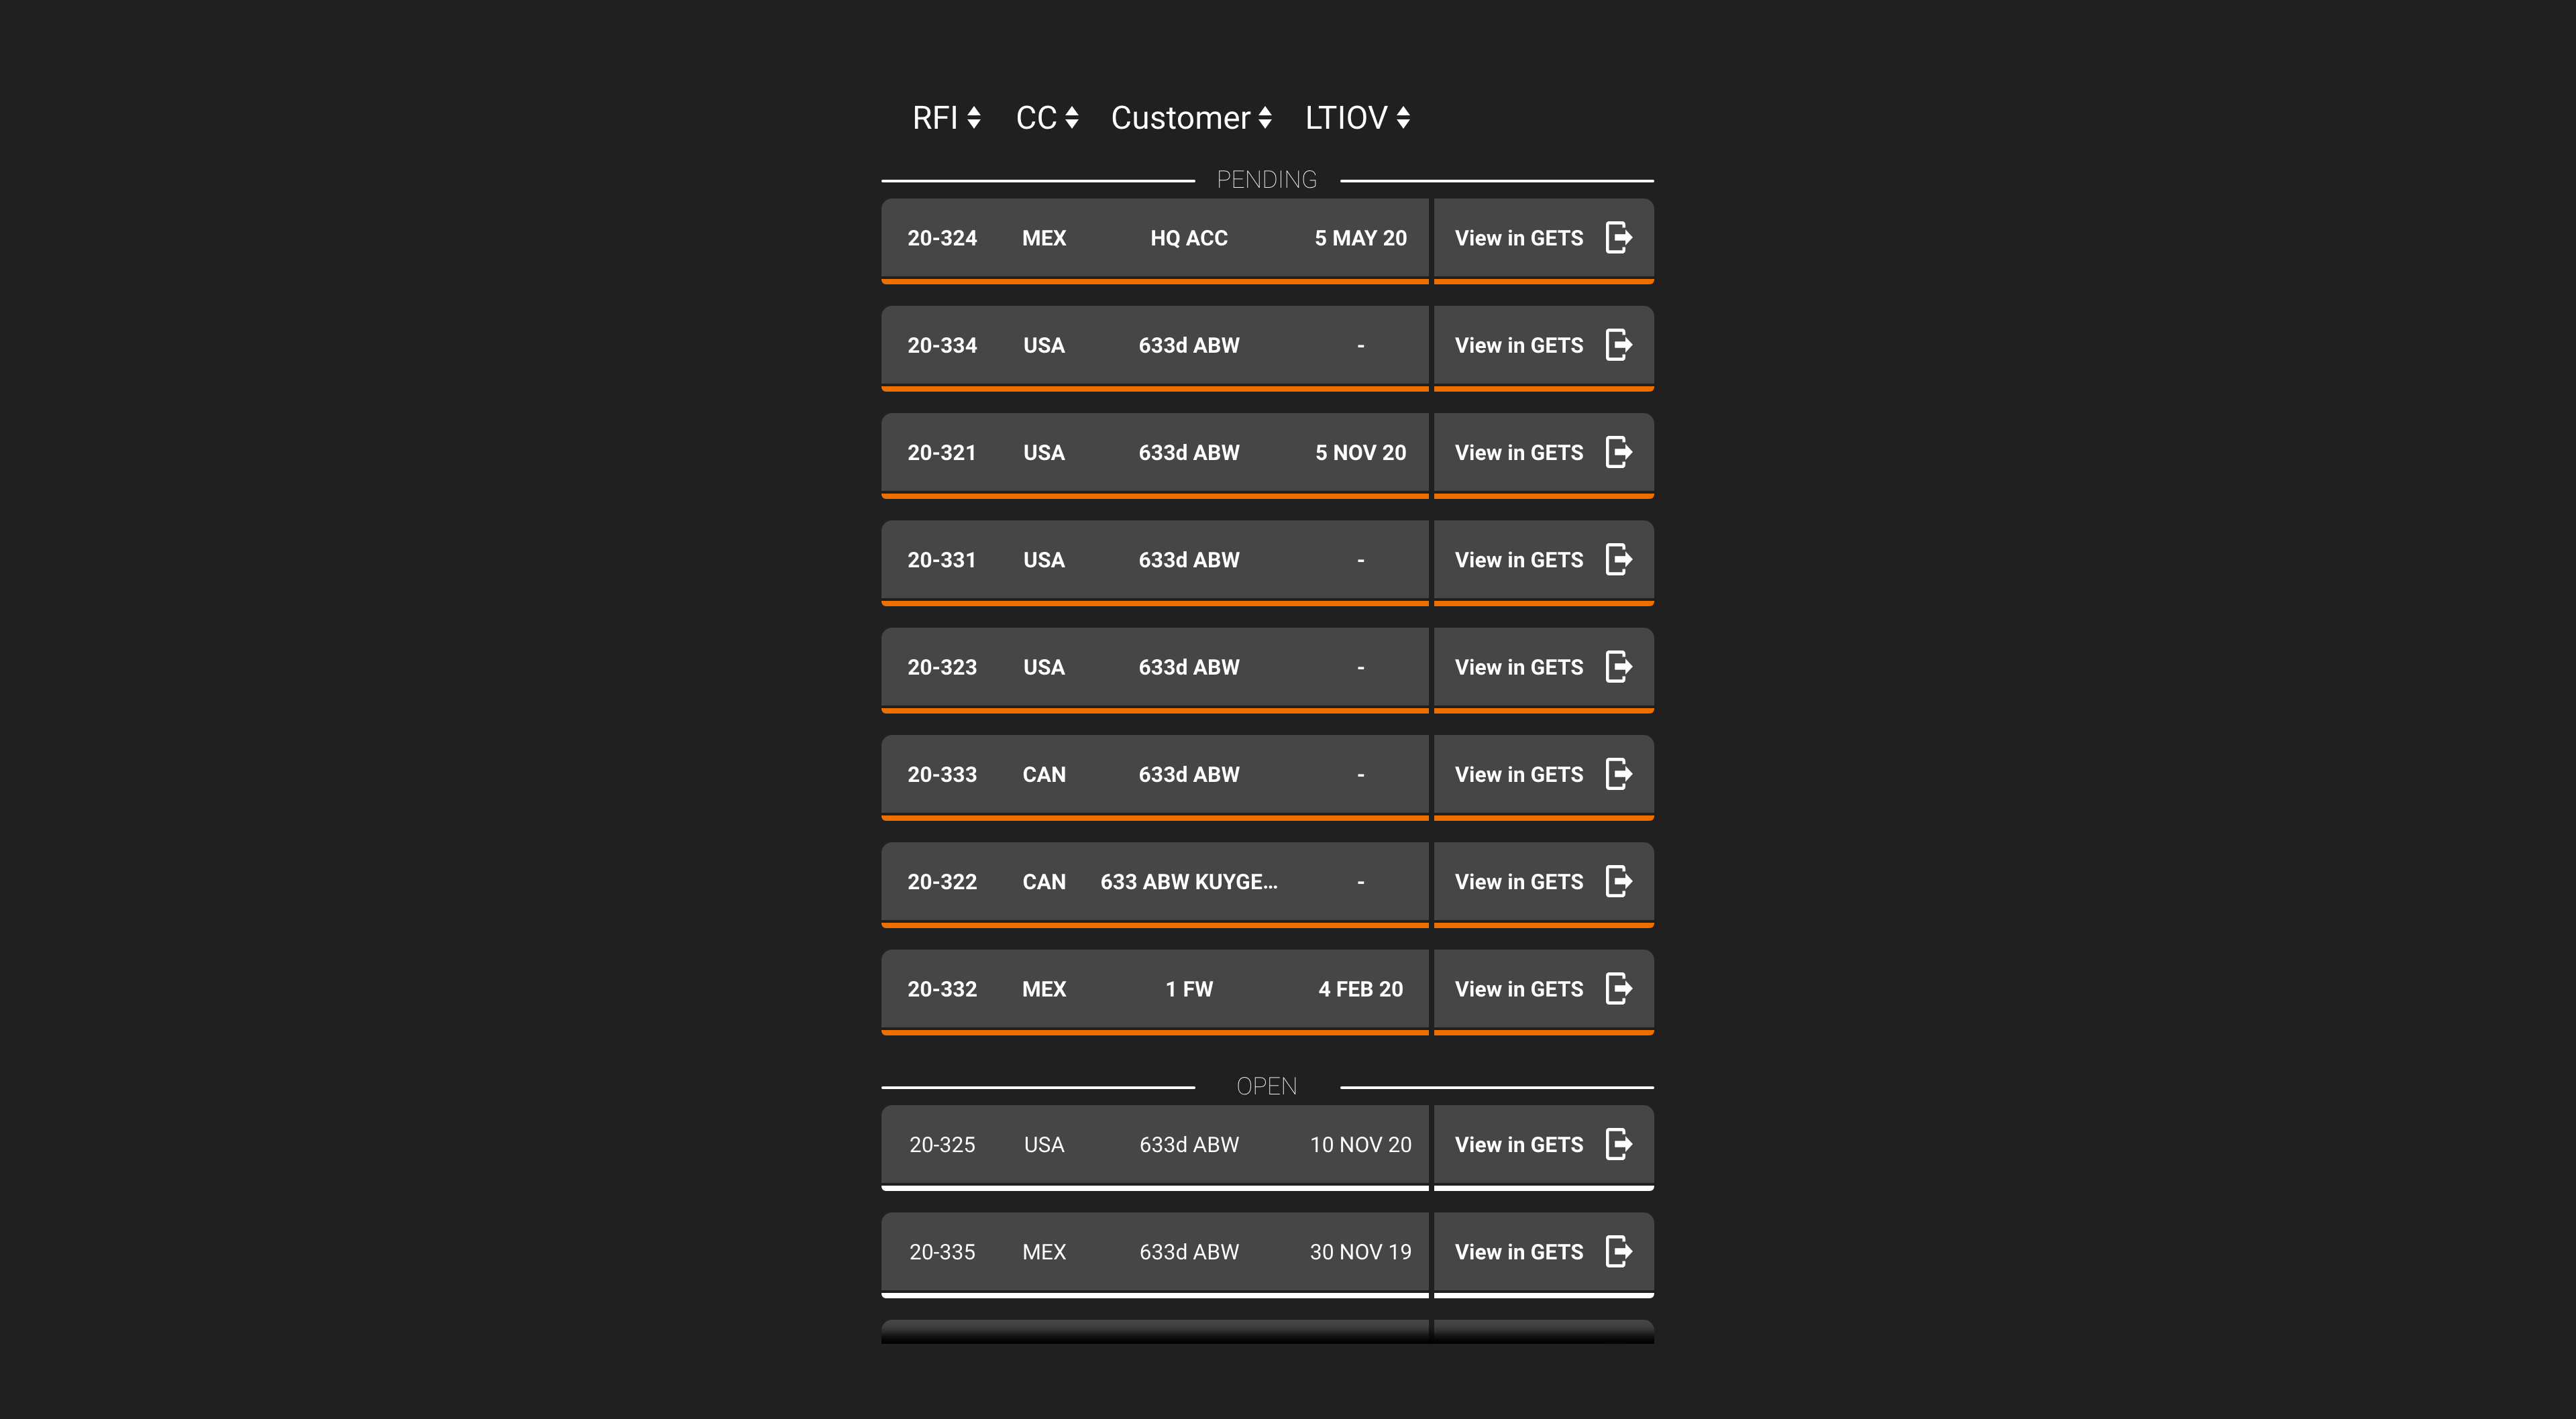 RFI CC Customer LTIOV
PENDING
20-324 MEX HQ ACC 5 MAY 20 View in GETS
20-334 USA 633d ABW - View in GETS
20-321 USA 633d ABW 5 NOV 20 View in GETS
20-331 USA 633d ABW - View in GETS
20-323 USA 633d ABW - View in GETS
20-333 CAN 633d ABW - View in GETS
20-322 CAN 633 ABW KUYGE... - View in GETS
20-332 MEX 1 FW 4 FEB 20 View in GETS
OPEN
20-325 USA 633d ABW 10 NOV 20 View in GETS
20-335 MEX 633d ABW 30 NOV 19 View in GETS